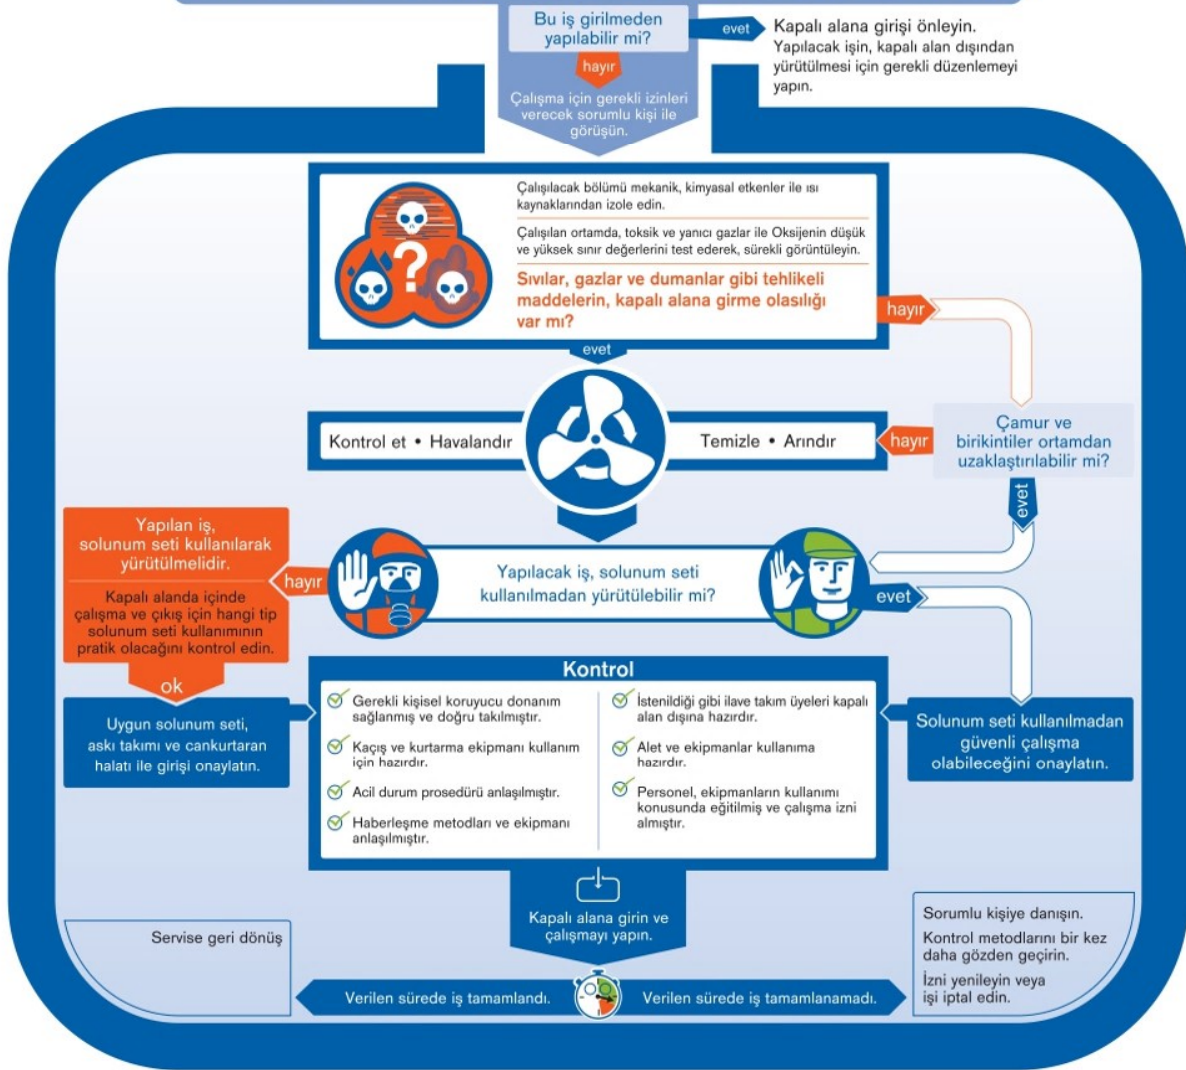 Bu iş girilmeden
yapılabilir mi?
evet
Kapalı alana girişi önleyin.
Yapılacak işin, kapalı alan dışından
yürütülmesi için gerekli düzenlemeyi
yapın.
hayır
Çalışma için gerekli izinleri
verecek sorumlu kişi ile
görüşün.
Çalışılacak bölümü mekanik, kimyasal etkenler ile ısı
kaynaklarından izole edin.
Çalışılan ortamda, toksik ve yanıcı gazlar ile Oksijenin düşük
ve yüksek sınır değerlerini test ederek, sürekli görüntüleyin.
?
Sıvılar, gazlar ve dumanlar gibi tehlikeli
maddelerin, kapalı alana girme olasılığı
var mı?
hayır
evet
Kontrol et • Havalandır
Temizle • Arındır
hayır
Çamur ve
birikintiler ortamdan
uzaklaştırılabilir mi?
evet
Yapılan iş,
solunum seti kullanılarak
yürütülmelidir.
Kapalı alanda içinde
çalışma ve çıkış için hangi tip
solunum seti kullanımının
pratik olacağını kontrol edin.
hayır
Yapılacak iş, solunum seti
kullanılmadan yürütülebilir mi?
evet
ok
Uygun solunum seti,
askı takımı ve cankurtaran
halatı ile girişi onaylatın.
Kontrol
Gerekli kişisel koruyucu donanım
sağlanmış ve doğru takılmıştır.
Kaçış ve kurtarma ekipmanı kullanım
için hazırdır.
Acil durum prosedürü anlaşılmıştır.
Haberleşme metodları ve ekipmanı
anlaşılmıştır.
İstenildiği gibi ilave takım üyeleri kapalı
alan dışına hazırdır.
Alet ve ekipmanlar kullanıma
hazırdır.
Personel, ekipmanların kullanımı
konusunda eğitilmiş ve çalışma izni
almıştır.
Solunum seti kullanılmadan
güvenli çalışma
olabileceğini onaylatın.
Kapalı alana girin ve
çalışmayı yapın.
Servise geri dönüş
Verilen sürede iş tamamlandı.
Verilen sürede iş tamamlanamadı.
Sorumlu kişiye danışın.
Kontrol metodlarını bir kez
daha gözden geçirin.
İzni yenileyin veya
işi iptal edin.